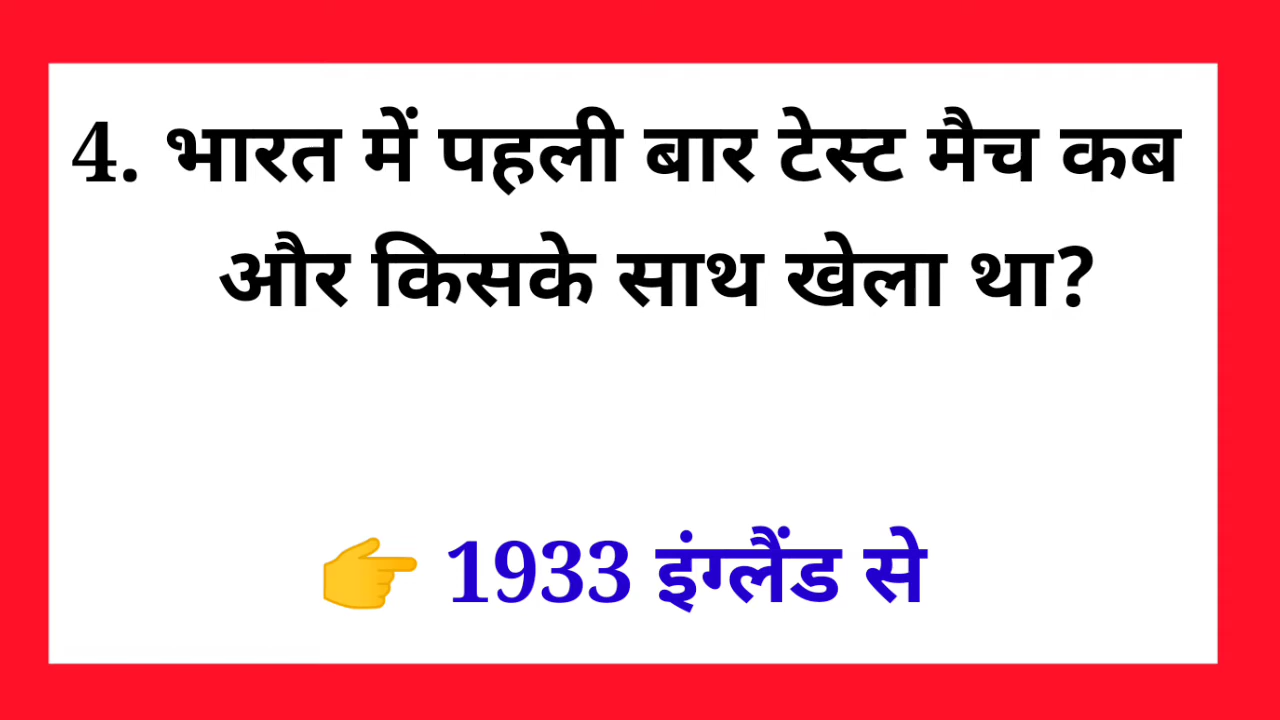 4. भारत में पहली बार टेस्ट मैच कब
और किसके साथ खेला था?
👉 1933 इंग्लैंड से